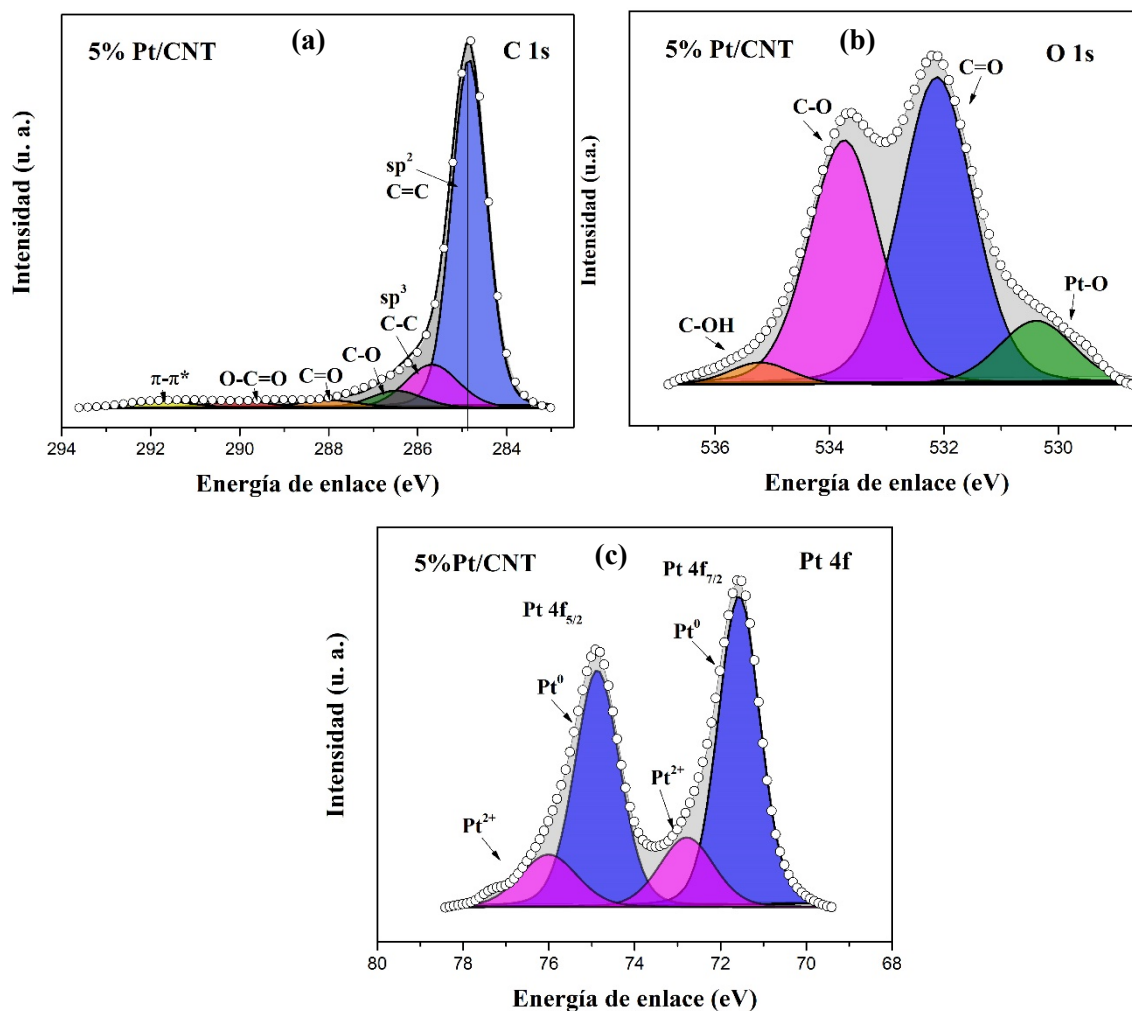 (a)
5% Pt/CNT
C 1s
sp²
C=C
sp³
C-C
C-O
C=O
O-C=O
π-π*
Intensidad (u. a.)
294 292 290 288 286 284
Energía de enlace (eV)
(b)
5% Pt/CNT
O 1s
C=O
C-O
Pt-O
C-OH
Intensidad (u.a.)
536 534 532 530
Energía de enlace (eV)
(c)
5%Pt/CNT
Pt 4f
Pt 4f₇/₂
Pt 4f₅/₂
Pt⁰
Pt⁰
Pt²⁺
Pt²⁺
Intensidad (u. a.)
80 78 76 74 72 70 68
Energía de enlace (eV)